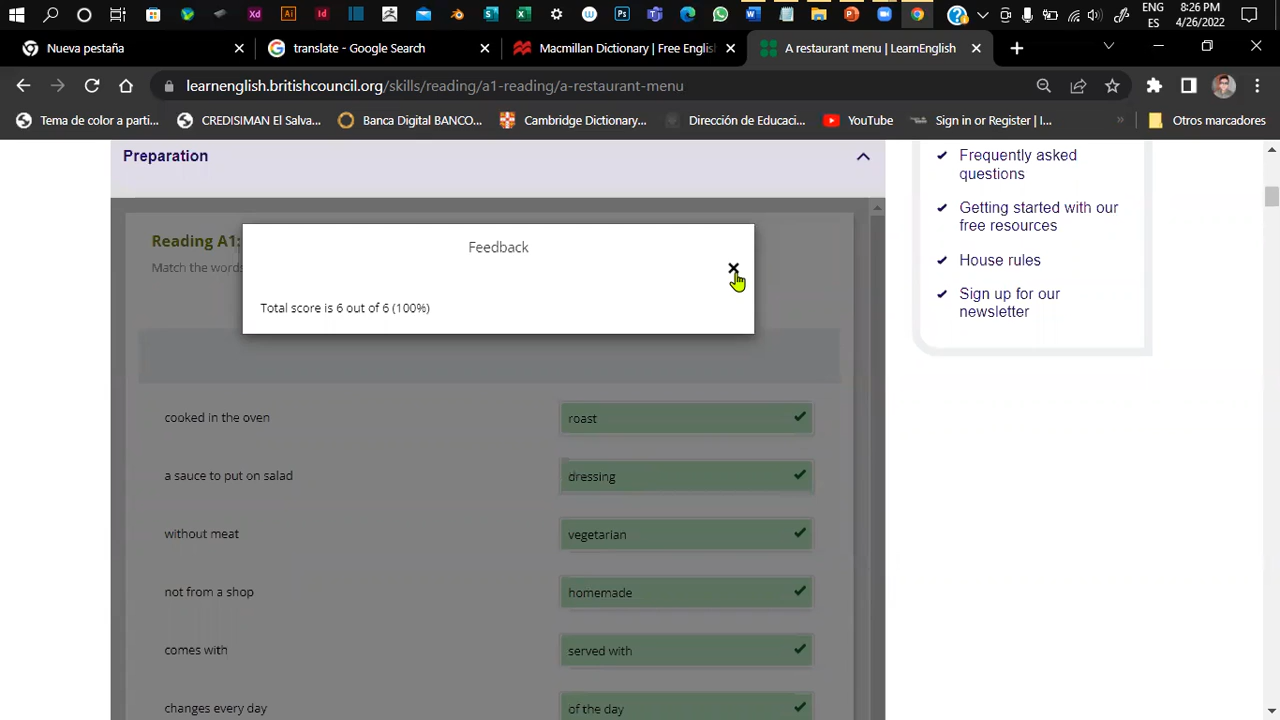 ENG
ES
8:26 PM
4/26/2022
Nueva pestaña
translate - Google Search
Macmillan Dictionary | Free Englis
A restaurant menu | LearnEnglish
learnenglish.britishcouncil.org/skills/reading/a1-reading/a-restaurant-menu
Tema de color a parti...
CREDISIMAN El Salva...
Banca Digital BANCO...
Cambridge Dictionary...
Dirección de Educaci...
YouTube
Sign in or Register | I...
»
Otros marcadores
Preparation
Frequently asked
questions
Getting started with our
free resources
House rules
Sign up for our
newsletter
Reading A1:
Match the words
Feedback
Total score is 6 out of 6 (100%)
cooked in the oven
roast
a sauce to put on salad
dressing
without meat
vegetarian
not from a shop
homemade
comes with
served with
changes every day
of the day